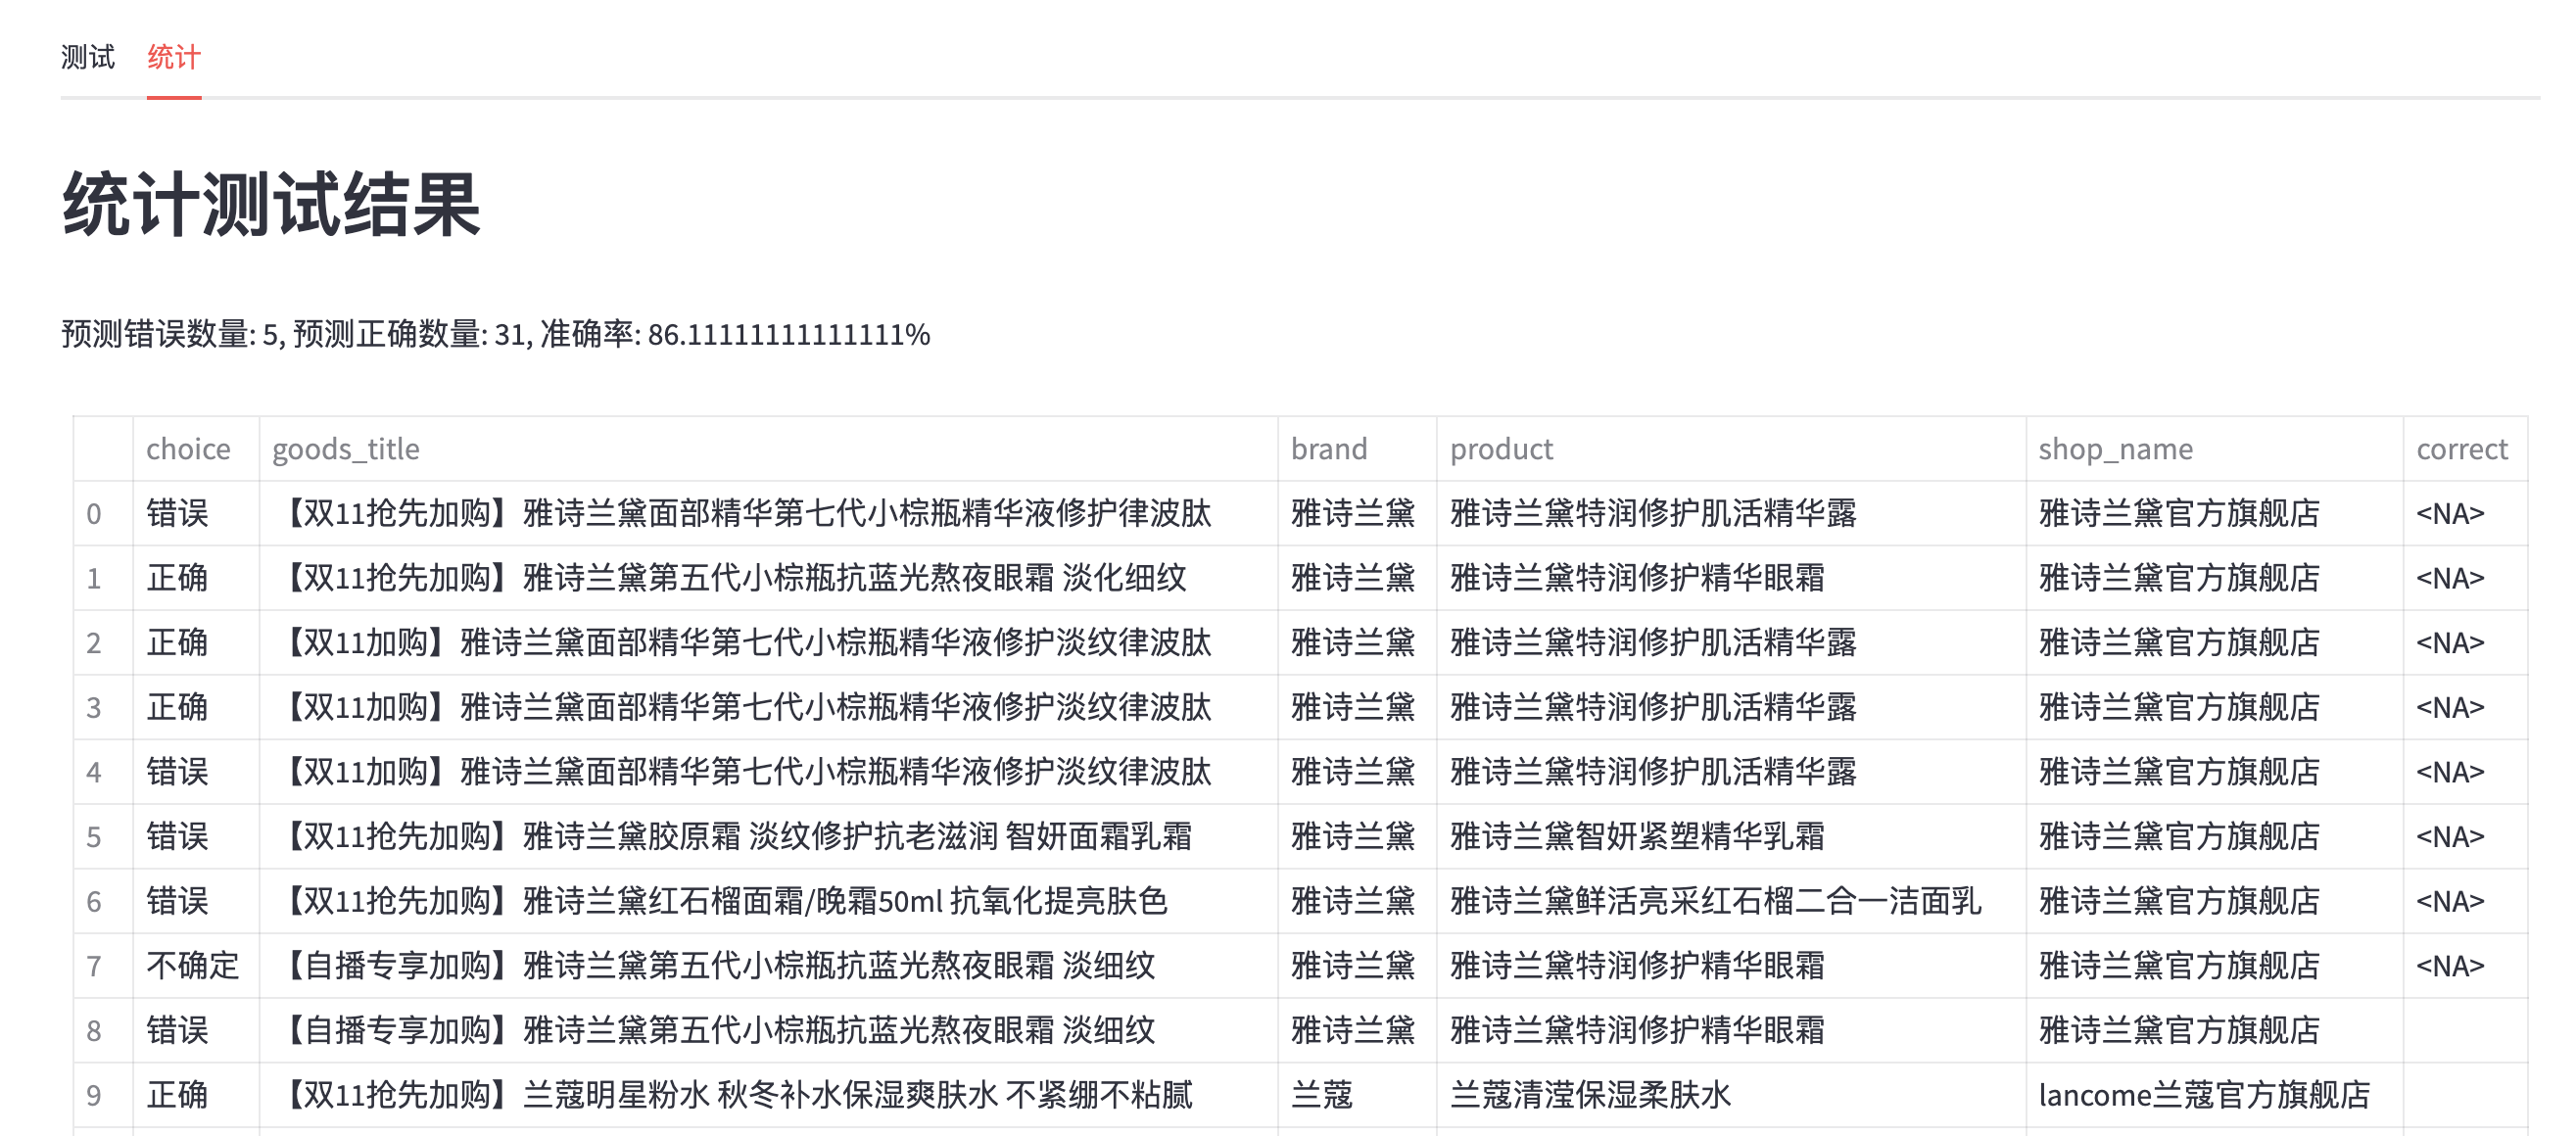 测试 统计
统计测试结果
预测错误数量: 5, 预测正确数量: 31, 准确率: 86.11111111111111%
choice goods_title brand product shop_name correct
0 错误 【双11抢先加购】雅诗兰黛面部精华第七代小棕瓶精华液修护律波肽 雅诗兰黛 雅诗兰黛特润修护肌活精华露 雅诗兰黛官方旗舰店 <NA>
1 正确 【双11抢先加购】雅诗兰黛第五代小棕瓶抗蓝光熬夜眼霜 淡化细纹 雅诗兰黛 雅诗兰黛特润修护精华眼霜 雅诗兰黛官方旗舰店 <NA>
2 正确 【双11加购】雅诗兰黛面部精华第七代小棕瓶精华液修护淡纹律波肽 雅诗兰黛 雅诗兰黛特润修护肌活精华露 雅诗兰黛官方旗舰店 <NA>
3 正确 【双11加购】雅诗兰黛面部精华第七代小棕瓶精华液修护淡纹律波肽 雅诗兰黛 雅诗兰黛特润修护肌活精华露 雅诗兰黛官方旗舰店 <NA>
4 错误 【双11加购】雅诗兰黛面部精华第七代小棕瓶精华液修护淡纹律波肽 雅诗兰黛 雅诗兰黛特润修护肌活精华露 雅诗兰黛官方旗舰店 <NA>
5 错误 【双11抢先加购】雅诗兰黛胶原霜 淡纹修护抗老滋润 智妍面霜乳霜 雅诗兰黛 雅诗兰黛智妍紧塑精华乳霜 雅诗兰黛官方旗舰店 <NA>
6 错误 【双11抢先加购】雅诗兰黛红石榴面霜/晚霜50ml 抗氧化提亮肤色 雅诗兰黛 雅诗兰黛鲜活亮采红石榴二合一洁面乳 雅诗兰黛官方旗舰店 <NA>
7 不确定 【自播专享加购】雅诗兰黛第五代小棕瓶抗蓝光熬夜眼霜 淡细纹 雅诗兰黛 雅诗兰黛特润修护精华眼霜 雅诗兰黛官方旗舰店 <NA>
8 错误 【自播专享加购】雅诗兰黛第五代小棕瓶抗蓝光熬夜眼霜 淡细纹 雅诗兰黛 雅诗兰黛特润修护精华眼霜 雅诗兰黛官方旗舰店
9 正确 【双11抢先加购】兰蔻明星粉水 秋冬补水保湿爽肤水 不紧绷不粘腻 兰蔻 兰蔻清滢保湿柔肤水 lancome兰蔻官方旗舰店